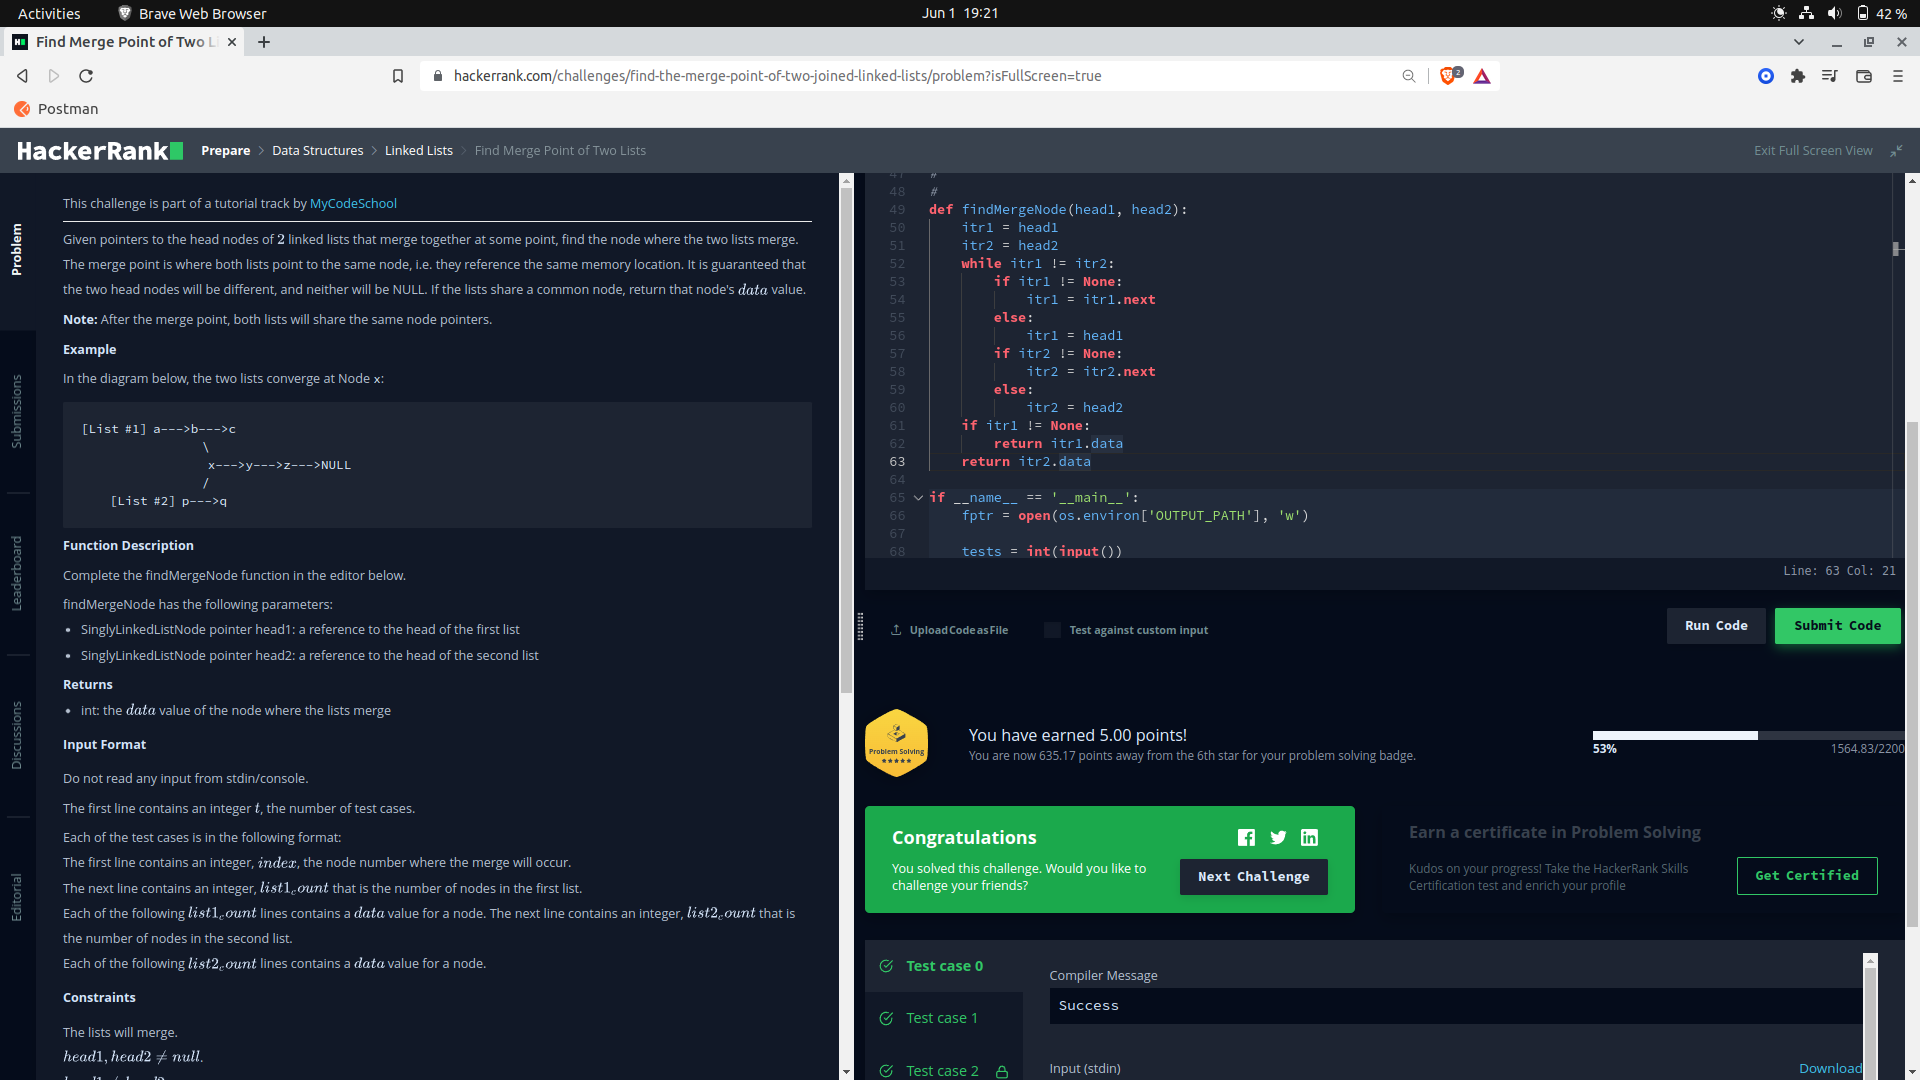 Activities
Brave Web Browser
Jun 1 19:21
42 %
Find Merge Point of Two L
hackerrank.com/challenges/find-the-merge-point-of-two-joined-linked-lists/problem?isFullScreen=true
2
Postman
HackerRank
Prepare > Data Structures > Linked Lists > Find Merge Point of Two Lists
Exit Full Screen View
Problem
Submissions
Leaderboard
Discussions
Editorial
This challenge is part of a tutorial track by MyCodeSchool
Given pointers to the head nodes of 2 linked lists that merge together at some point, find the node where the two lists merge.
The merge point is where both lists point to the same node, i.e. they reference the same memory location. It is guaranteed that
the two head nodes will be different, and neither will be NULL. If the lists share a common node, return that node's data value.
Note: After the merge point, both lists will share the same node pointers.
Example
In the diagram below, the two lists converge at Node x:
[List #1] a--->b--->c
\
x--->y--->z--->NULL
/
[List #2] p--->q
Function Description
Complete the findMergeNode function in the editor below.
findMergeNode has the following parameters:
• SinglyLinkedListNode pointer head1: a reference to the head of the first list
• SinglyLinkedListNode pointer head2: a reference to the head of the second list
Returns
• int: the data value of the node where the lists merge
Input Format
Do not read any input from stdin/console.
The first line contains an integer t, the number of test cases.
Each of the test cases is in the following format:
The first line contains an integer, index, the node number where the merge will occur.
The next line contains an integer, list1count that is the number of nodes in the first list.
Each of the following list1count lines contains a data value for a node. The next line contains an integer, list2count that is
the number of nodes in the second list.
Each of the following list2count lines contains a data value for a node.
Constraints
The lists will merge.
head1, head2 ≠ null.
47 #
48 #
49 def findMergeNode(head1, head2):
50 itr1 = head1
51 itr2 = head2
52 while itr1 != itr2:
53 if itr1 != None:
54 itr1 = itr1.next
55 else:
56 itr1 = head1
57 if itr2 != None:
58 itr2 = itr2.next
59 else:
60 itr2 = head2
61 if itr1 != None:
62 return itr1.data
63 return itr2.data
64
65 if __name__ == '__main__':
66 fptr = open(os.environ['OUTPUT_PATH'], 'w')
67
68 tests = int(input())
Line: 63 Col: 21
Upload Code as File
Test against custom input
Run Code
Submit Code
Problem Solving
You have earned 5.00 points!
You are now 635.17 points away from the 6th star for your problem solving badge.
53%
1564.83/2200
Congratulations
You solved this challenge. Would you like to
challenge your friends?
Next Challenge
Earn a certificate in Problem Solving
Kudos on your progress! Take the HackerRank Skills
Certification test and enrich your profile
Get Certified
Test case 0
Test case 1
Test case 2
Compiler Message
Success
Input (stdin)
Download